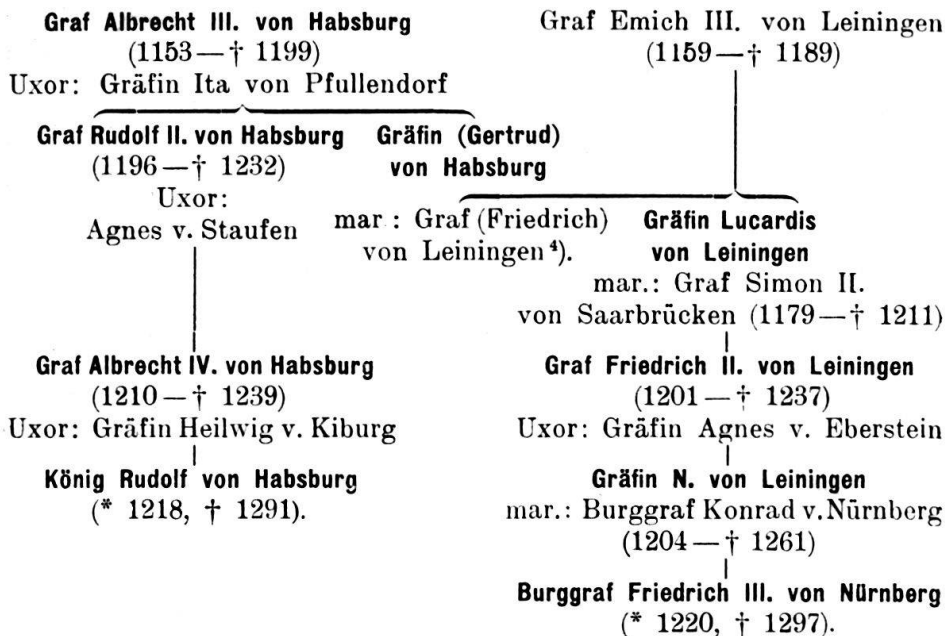 Graf Albrecht III. von Habsburg
(1153—† 1199)
Uxor: Gräfin Ita von Pfullendorf
Graf Emich III. von Leiningen
(1159—† 1189)
Graf Rudolf II. von Habsburg
(1196—† 1232)
Uxor:
Agnes v. Staufen
Gräfin (Gertrud)
von Habsburg
mar.: Graf (Friedrich)
von Leiningen⁴).
Gräfin Lucardis
von Leiningen
mar.: Graf Simon II.
von Saarbrücken (1179—† 1211)
Graf Albrecht IV. von Habsburg
(1210—† 1239)
Uxor: Gräfin Heilwig v. Kiburg
König Rudolf von Habsburg
(* 1218, † 1291).
Graf Friedrich II. von Leiningen
(1201—† 1237)
Uxor: Gräfin Agnes v. Eberstein
Gräfin N. von Leiningen
mar.: Burggraf Konrad v. Nürnberg
(1204—† 1261)
Burggraf Friedrich III. von Nürnberg
(* 1220, † 1297).